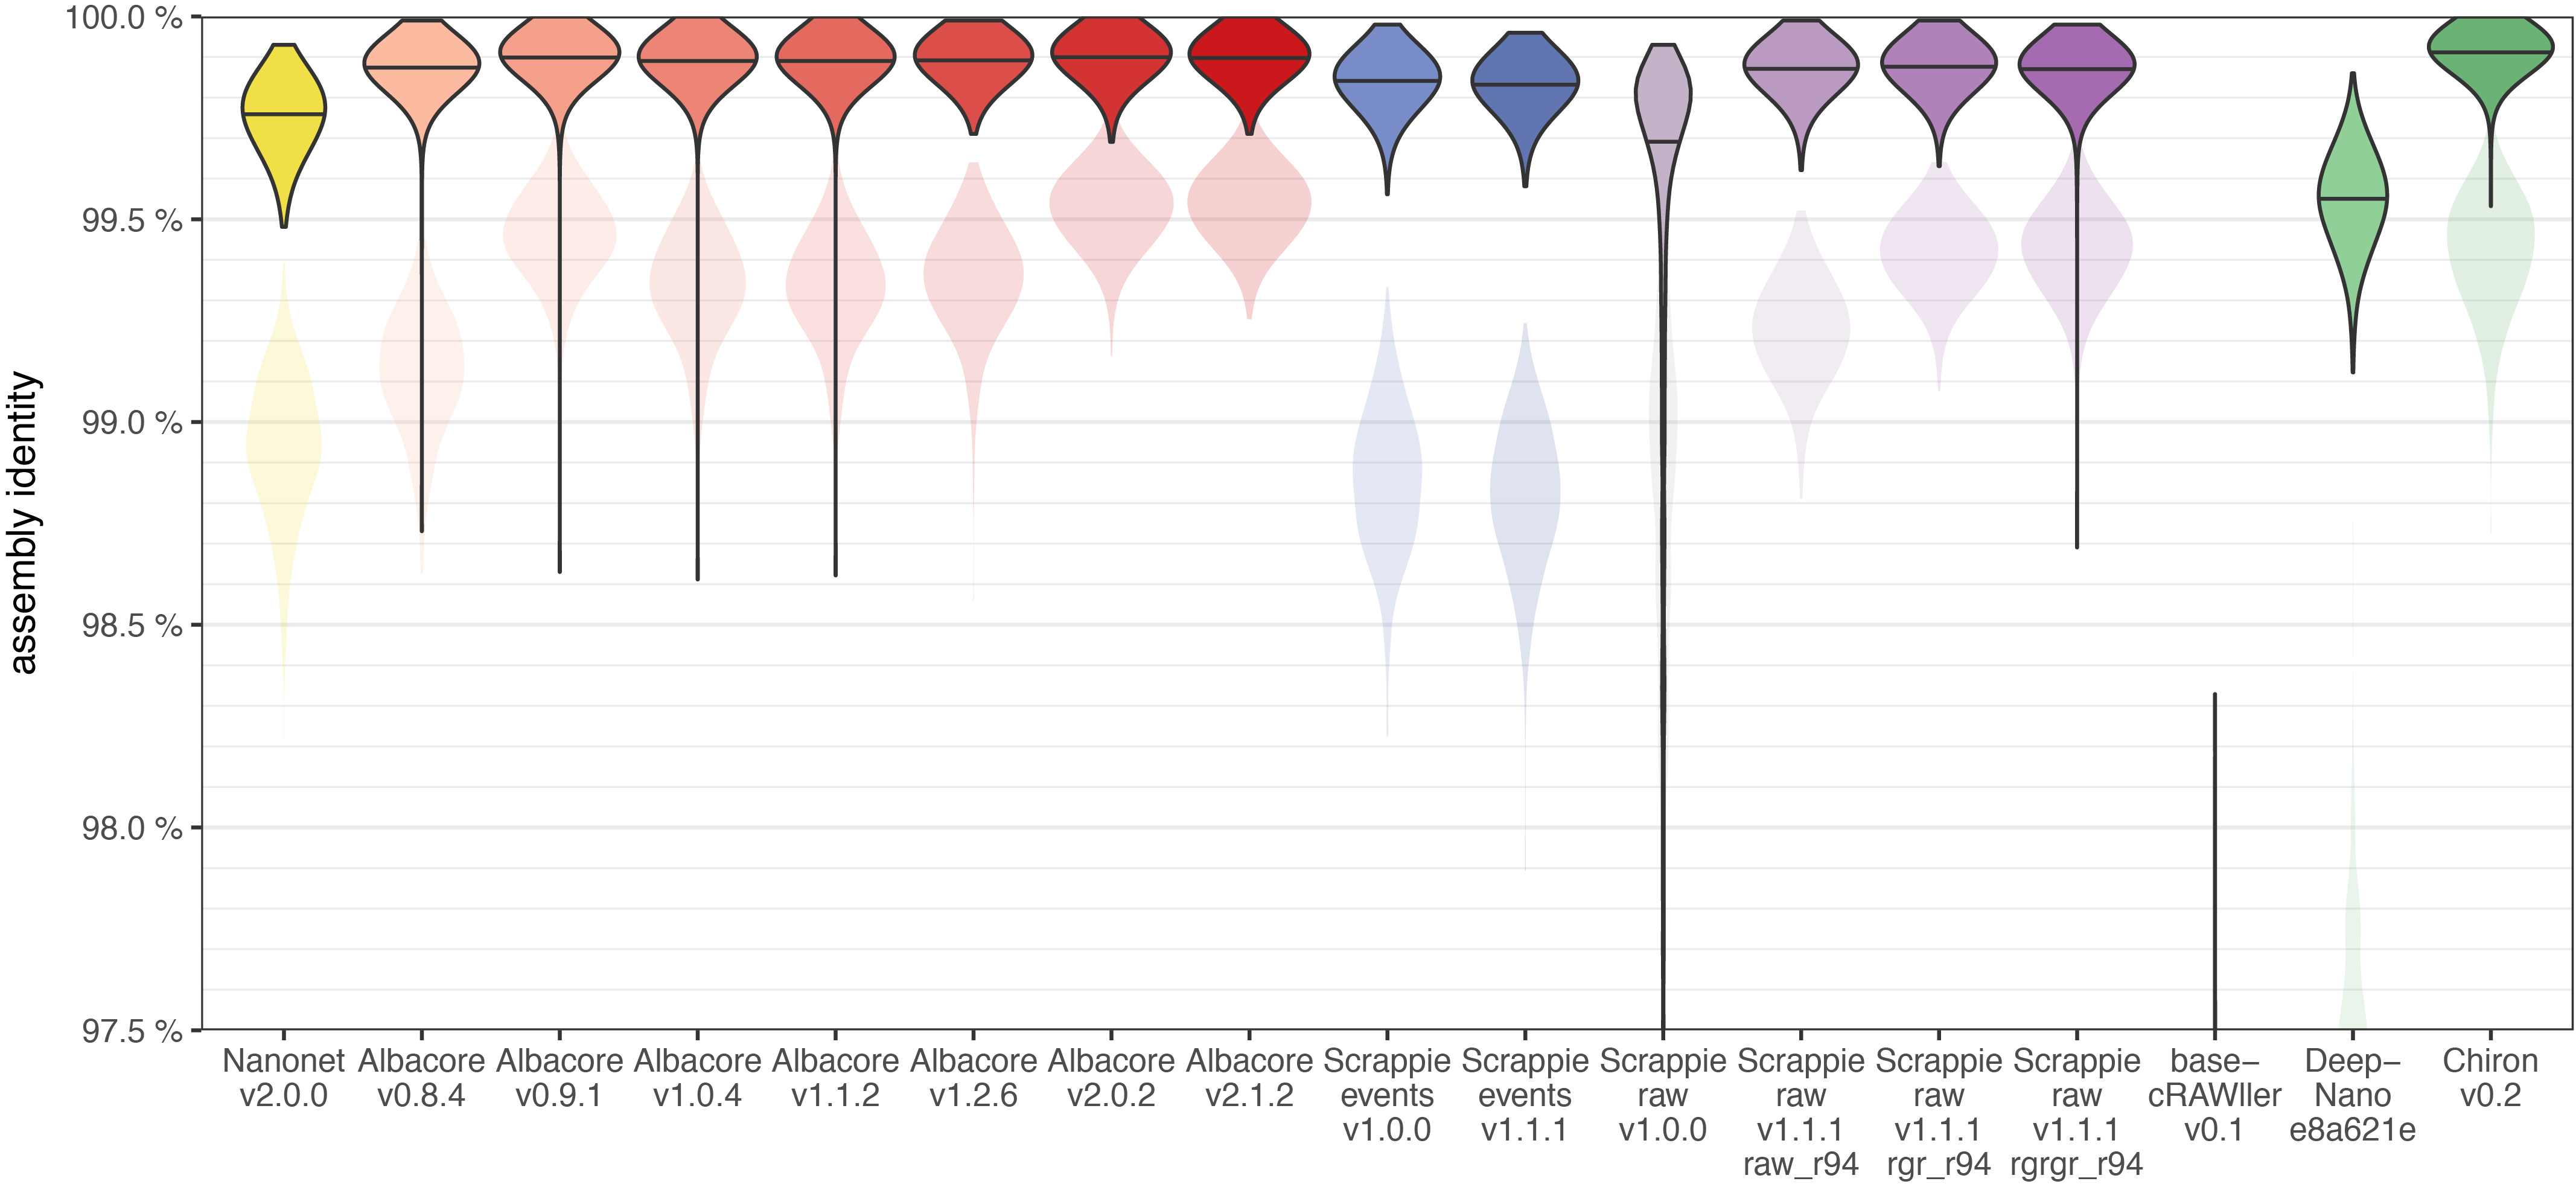 assembly identity
100.0 %
99.5 %
99.0 %
98.5 %
98.0 %
97.5 %
Nanonet
v2.0.0
Albacore
v0.8.4
Albacore
v0.9.1
Albacore
v1.0.4
Albacore
v1.1.2
Albacore
v1.2.6
Albacore
v2.0.2
Albacore
v2.1.2
Scrappie
events
v1.0.0
Scrappie
events
v1.1.1
Scrappie
raw
v1.0.0
Scrappie
raw
v1.1.1
raw_r94
Scrappie
raw
v1.1.1
rgr_r94
Scrappie
raw
v1.1.1
rgrgr_r94
base−
cRAWller
v0.1
Deep−
Nano
e8a621e
Chiron
v0.2